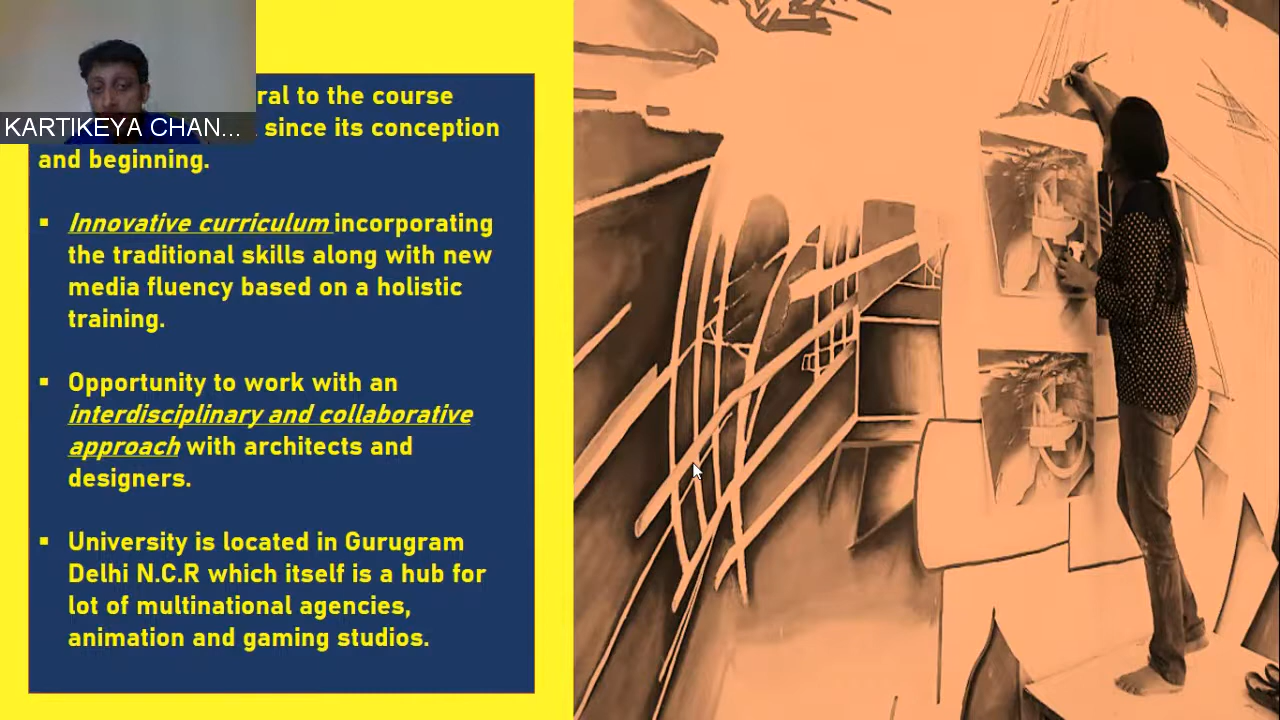 KARTIKEYA CHAN...
to the course
since its conception
and beginning.
▪ Innovative curriculum incorporating
the traditional skills along with new
media fluency based on a holistic
training.
▪ Opportunity to work with an
interdisciplinary and collaborative
approach with architects and
designers.
▪ University is located in Gurugram
Delhi N.C.R which itself is a hub for
lot of multinational agencies,
animation and gaming studios.